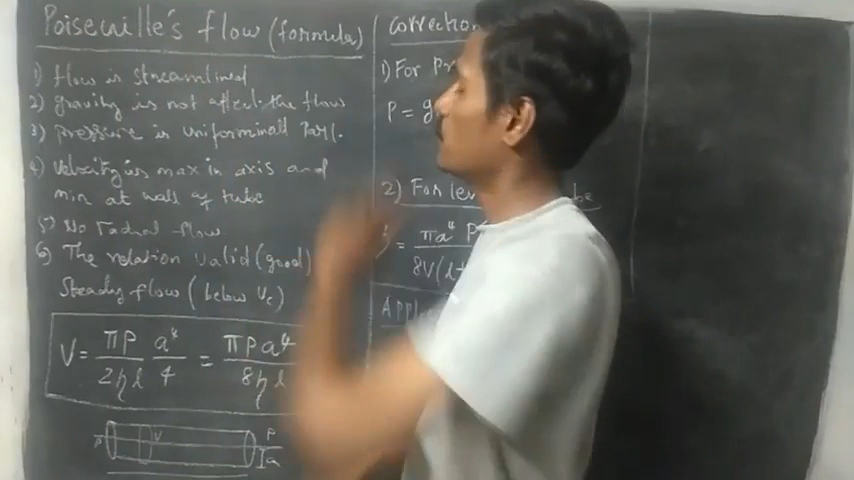 Poiseuille's flow (formula)
1) flow is streamlined
2) gravity is not affect the flow
3) pressure is uniform in all
4) Velocity is max in axis and
min at wall of tube
5) No Radial flow
6) The relation valid (good)
Steady flow (below Vc)
V = πP/2ηl a⁴/4 = πPa⁴/8ηl
P V P a
Correction
1) For Pr
P = g
2) For le be
= πa⁴ P
8V(l+
Appl